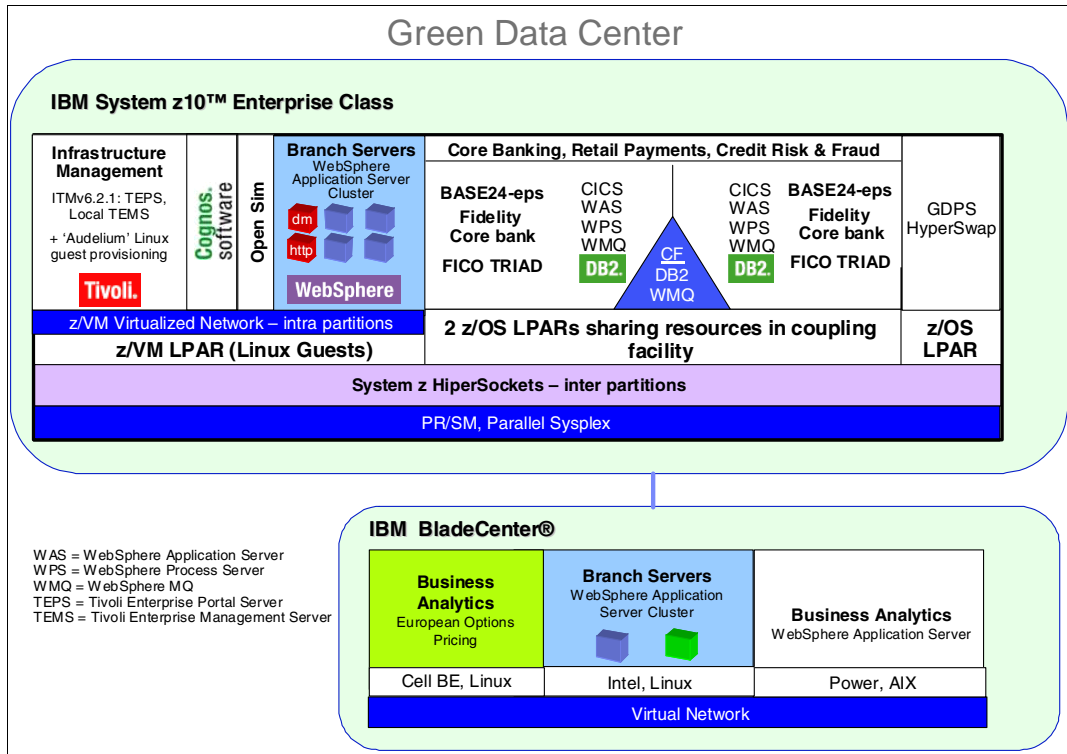 Green Data Center
IBM System z10™ Enterprise Class
Infrastructure
Management
ITMv6.2.1: TEPS,
Local TEMS
+ ‘Audelium’ Linux
guest provisioning
Tivoli.
Cognos.
software
Open Sim
Branch Servers
WebSphere
Application Server
Cluster
dm
http
WebSphere
Core Banking, Retail Payments, Credit Risk & Fraud
BASE24-eps
Fidelity
Core bank
FICO TRIAD
CICS
WAS
WPS
WMQ
DB2.
CF
DB2
WMQ
CICS
WAS
WPS
WMQ
DB2.
BASE24-eps
Fidelity
Core bank
FICO TRIAD
GDPS
HyperSwap
z/VM Virtualized Network – intra partitions
z/VM LPAR (Linux Guests)
2 z/OS LPARs sharing resources in coupling
facility
z/OS
LPAR
System z HiperSockets – inter partitions
PR/SM, Parallel Sysplex
WAS = WebSphere Application Server
WPS = WebSphere Process Server
WMQ = WebSphere MQ
TEPS = Tivoli Enterprise Portal Server
TEMS = Tivoli Enterprise Management Server
IBM BladeCenter®
Business
Analytics
European Options
Pricing
Branch Servers
WebSphere Application
Server Cluster
Business Analytics
WebSphere Application Server
Cell BE, Linux
Intel, Linux
Power, AIX
Virtual Network